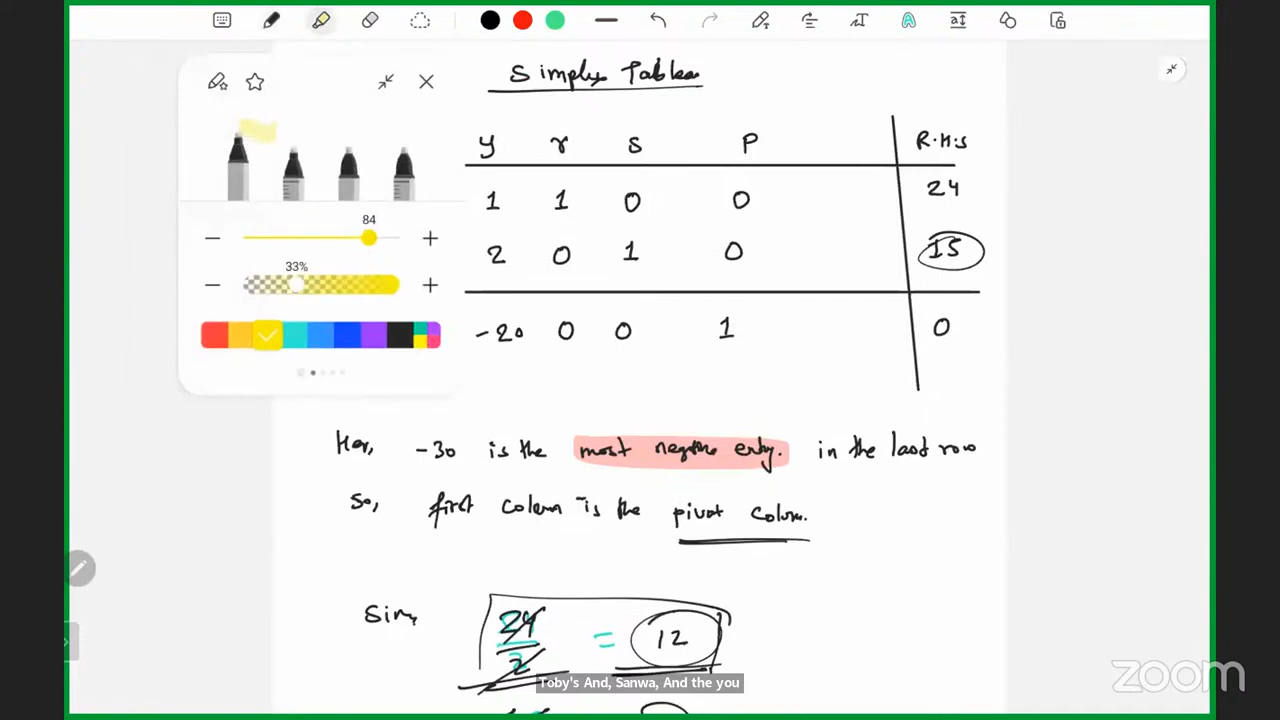 Simplex Tableau
84
y r s P R.H.S
1 1 0 0 24
2 0 1 0 15
33%
-20 0 0 1 0
Her, -30 is the most negative entry. in the last row
So, first column is the pivot column.
24/2 = 12
Toby's And, Sanwa, And the you
zoom